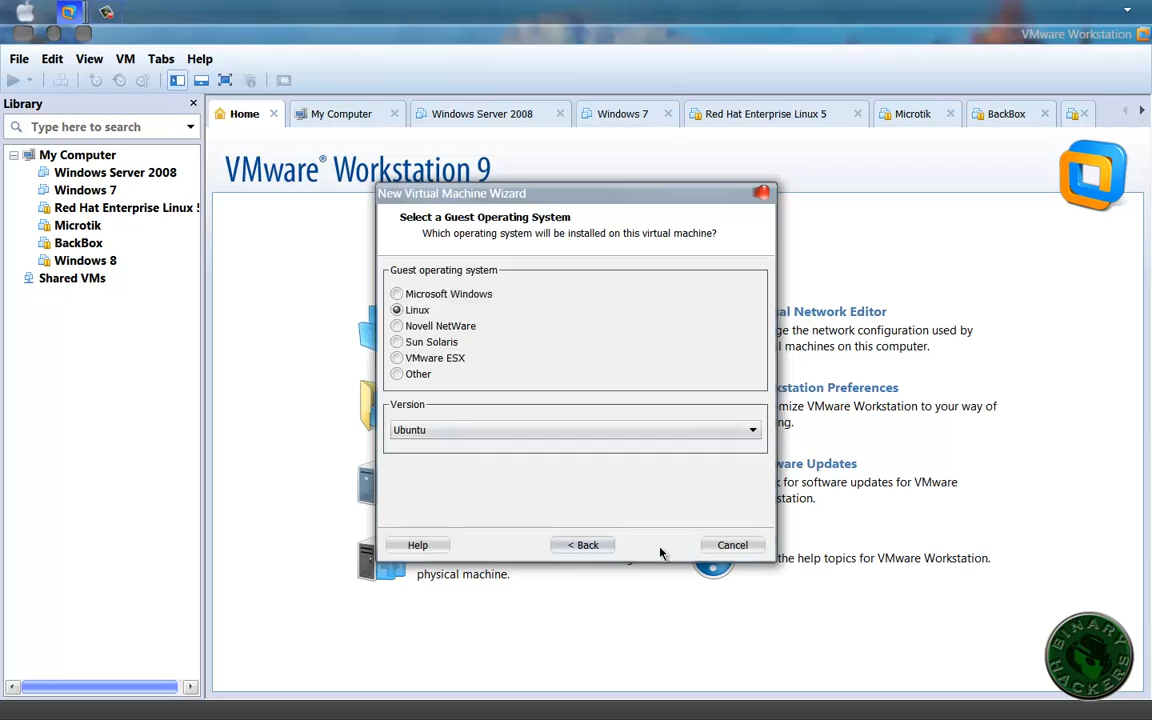 VMware Workstation
File Edit View VM Tabs Help
Library
Type here to search
My Computer
Windows Server 2008
Windows 7
Red Hat Enterprise Linux 5
Microtik
BackBox
Windows 8
Shared VMs
Home
My Computer
Windows Server 2008
Windows 7
Red Hat Enterprise Linux 5
Microtik
BackBox
VMware® Workstation 9
New Virtual Machine Wizard
Select a Guest Operating System
Which operating system will be installed on this virtual machine?
Guest operating system
Microsoft Windows
Linux
Novell NetWare
Sun Solaris
VMware ESX
Other
Version
Ubuntu
Help
< Back
Cancel
al Network Editor
ge the network configuration used by
l machines on this computer.
kstation Preferences
omize VMware Workstation to your way of
ng.
ware Updates
k for software updates for VMware
station.
the help topics for VMware Workstation.
physical machine.
BINARY
HACKERS